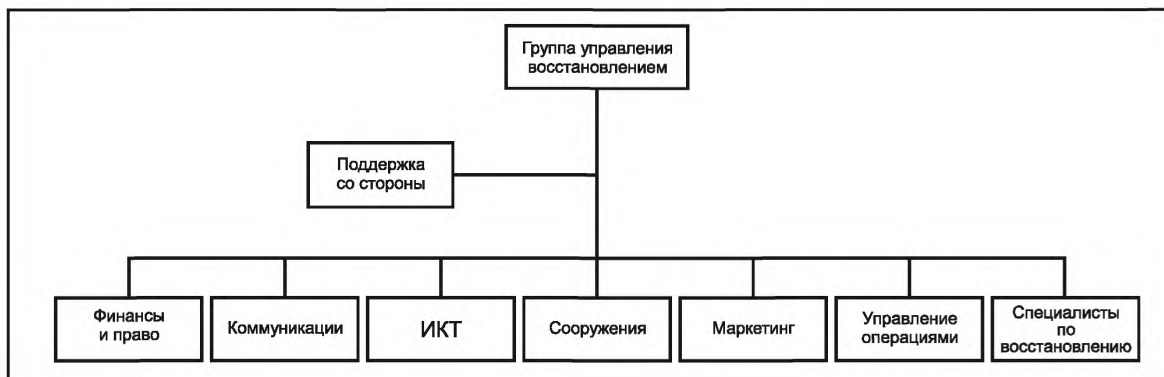 Группа управления
восстановлением
Поддержка
со стороны
Финансы
и право
Коммуникации
ИКТ
Сооружения
Маркетинг
Управление
операциями
Специалисты
по
восстановлению